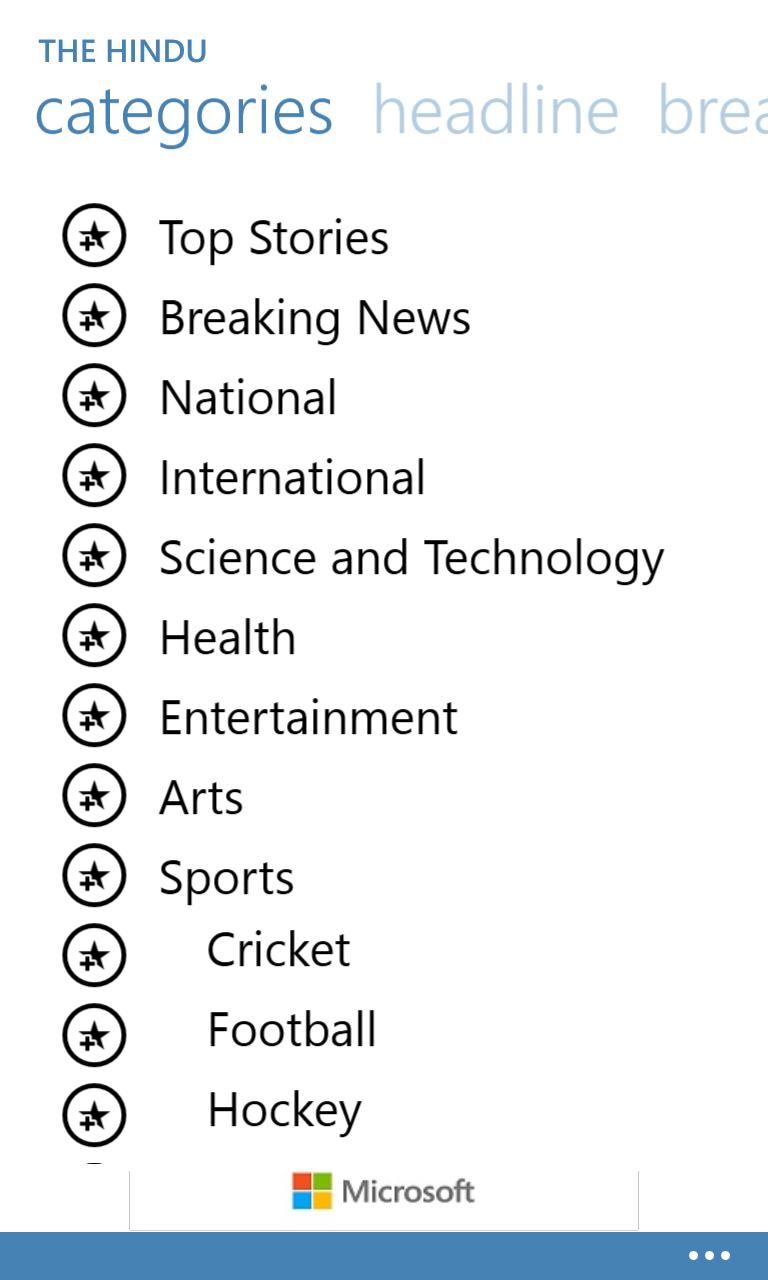 THE HINDU
categories headline brea
Top Stories
Breaking News
National
International
Science and Technology
Health
Entertainment
Arts
Sports
Cricket
Football
Hockey
Microsoft